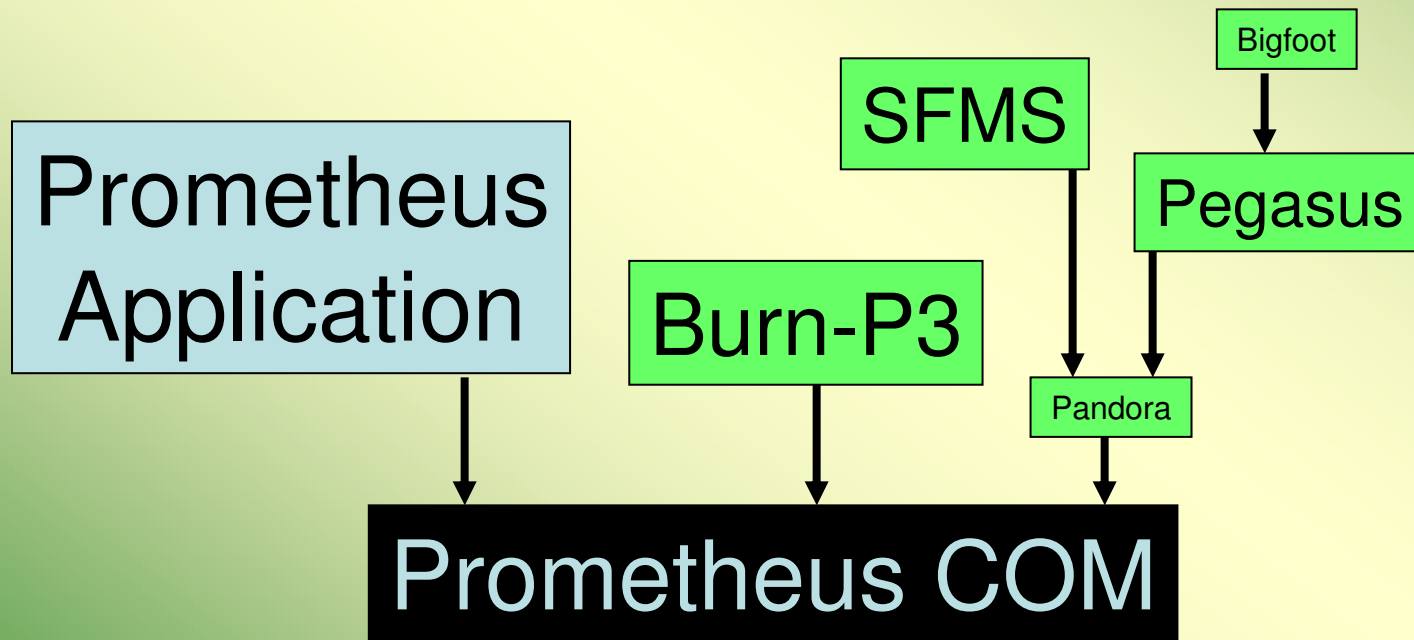 Bigfoot
SFMS
Prometheus
Application
Pegasus
Burn-P3
Pandora
Prometheus COM